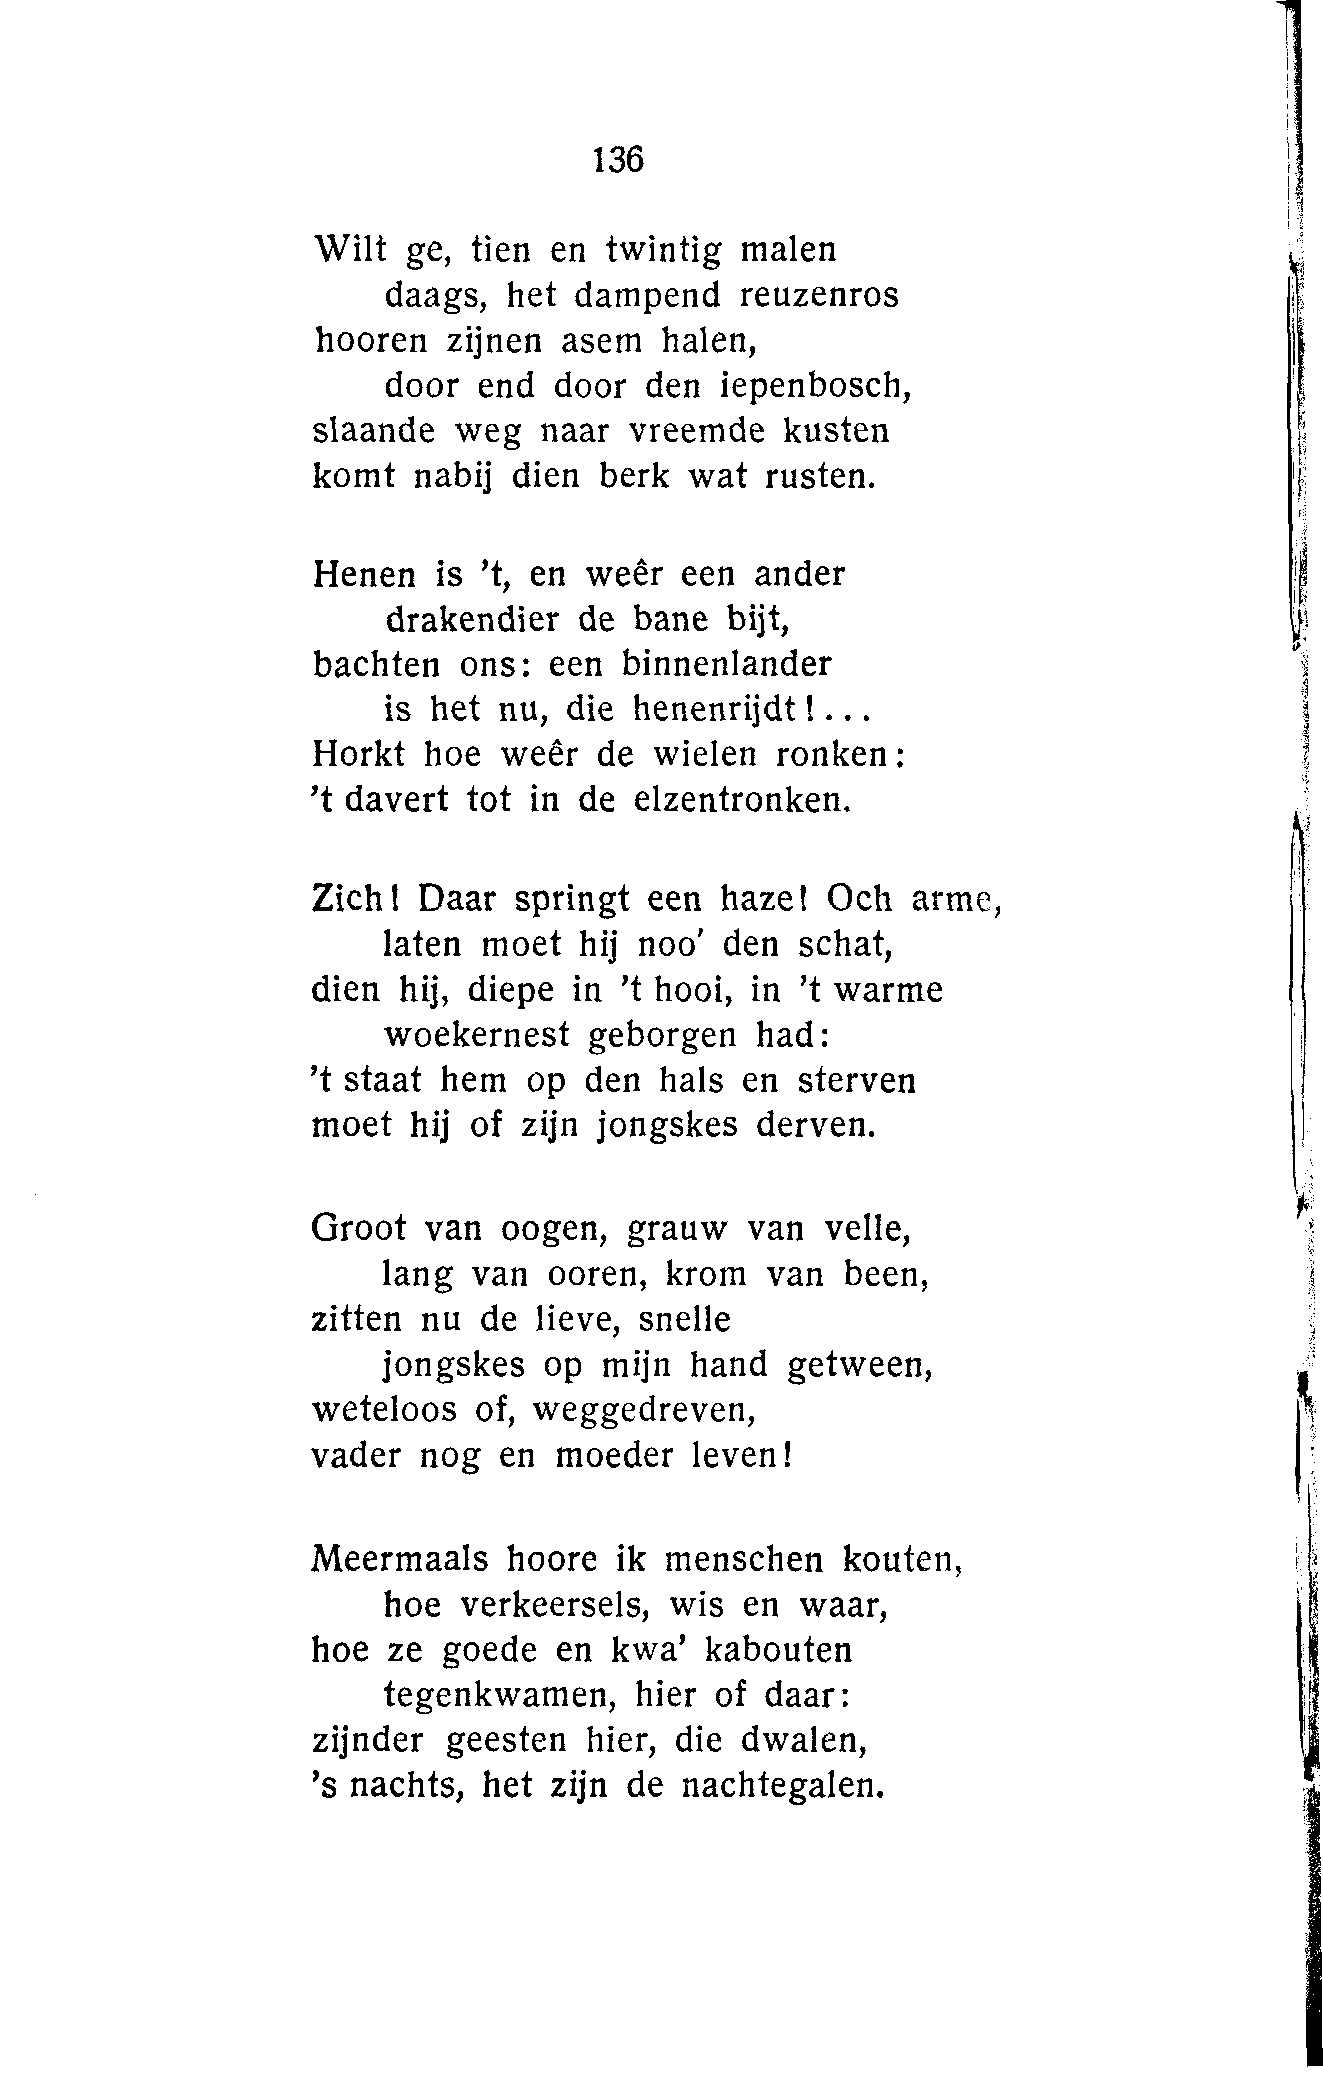 136
Wilt ge, tien en twintig malen
daags, het dampend reuzenros
hooren zijnen asem halen,
door end door den iepenbosch,
slaande weg naar vreemde kusten
komt nabij dien berk wat rusten.
Henen is 't, en weêr een ander
drakendier de bane bijt,
bachten ons: een binnenlander
is het nu, die henenrijdt!...
Horkt hoe weêr de wielen ronken:
't davert tot in de elzentronken.
Zich! Daar springt een haze! Och arme,
laten moet hij noo' den schat,
dien hij, diepe in 't hooi, in 't warme
woekernest geborgen had:
't staat hem op den hals en sterven
moet hij of zijn jongskes derven.
Groot van oogen, grauw van velle,
lang van ooren, krom van been,
zitten nu de lieve, snelle
jongskes op mijn hand getween,
weteloos of, weggedreven,
vader nog en moeder leven!
Meermaals hoore ik menschen kouten,
hoe verkeersels, wis en waar,
hoe ze goede en kwa' kabouten
tegenkwamen, hier of daar:
zijnder geesten hier, die dwalen,
's nachts, het zijn de nachtegalen.